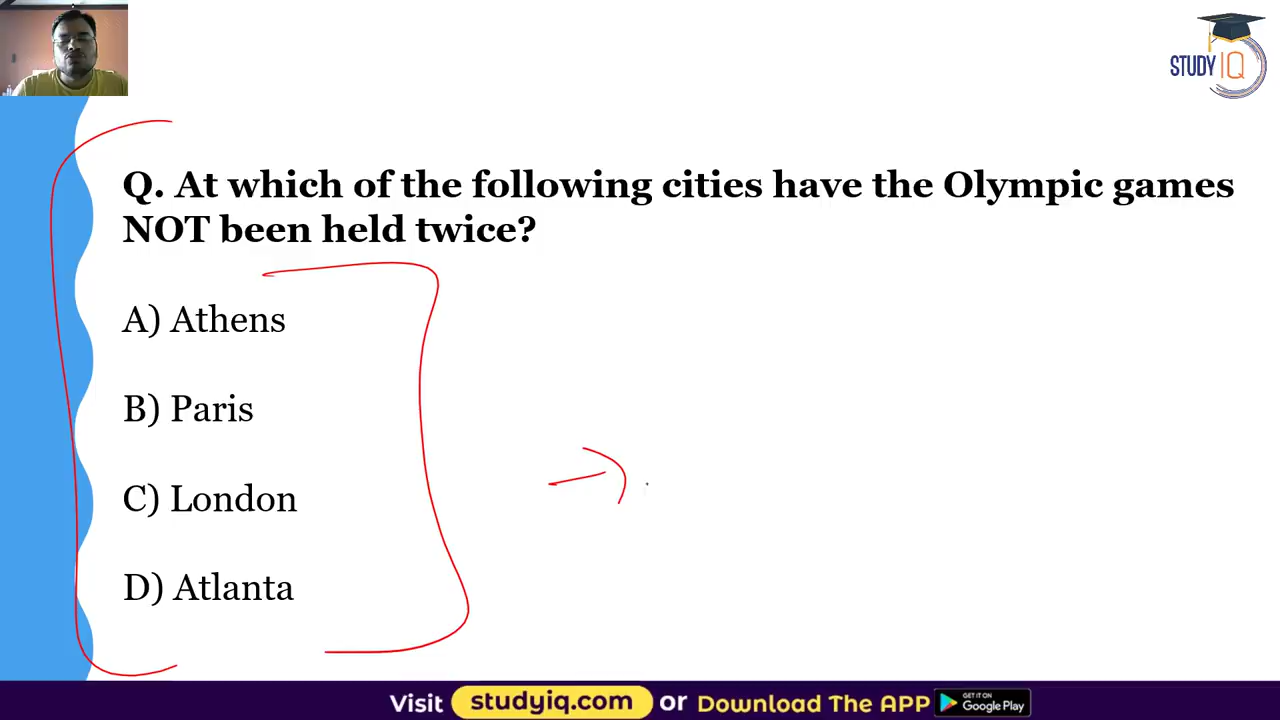 STUDY IQ
Q. At which of the following cities have the Olympic games
NOT been held twice?
A) Athens
B) Paris
C) London
D) Atlanta
Visit studyiq.com or Download The APP GET IT ON Google Play